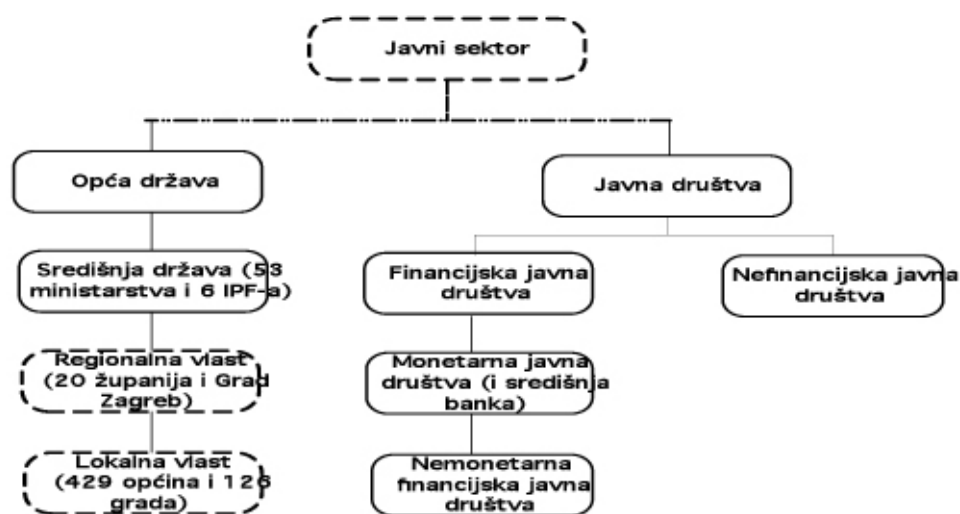 Javni sektor
Opća država
Javna društva
Središnja država (53
ministarstva i 6 IPF-a)
Financijska javna
društva
Nefinancijska javna
društva
Regionalna vlast
(20 županija i Grad
Zagreb)
Monetarna javna
društva (i središnja
banka)
Lokalna vlast
(429 općina i 126
grada)
Nemonetarna
financijska javna
društva